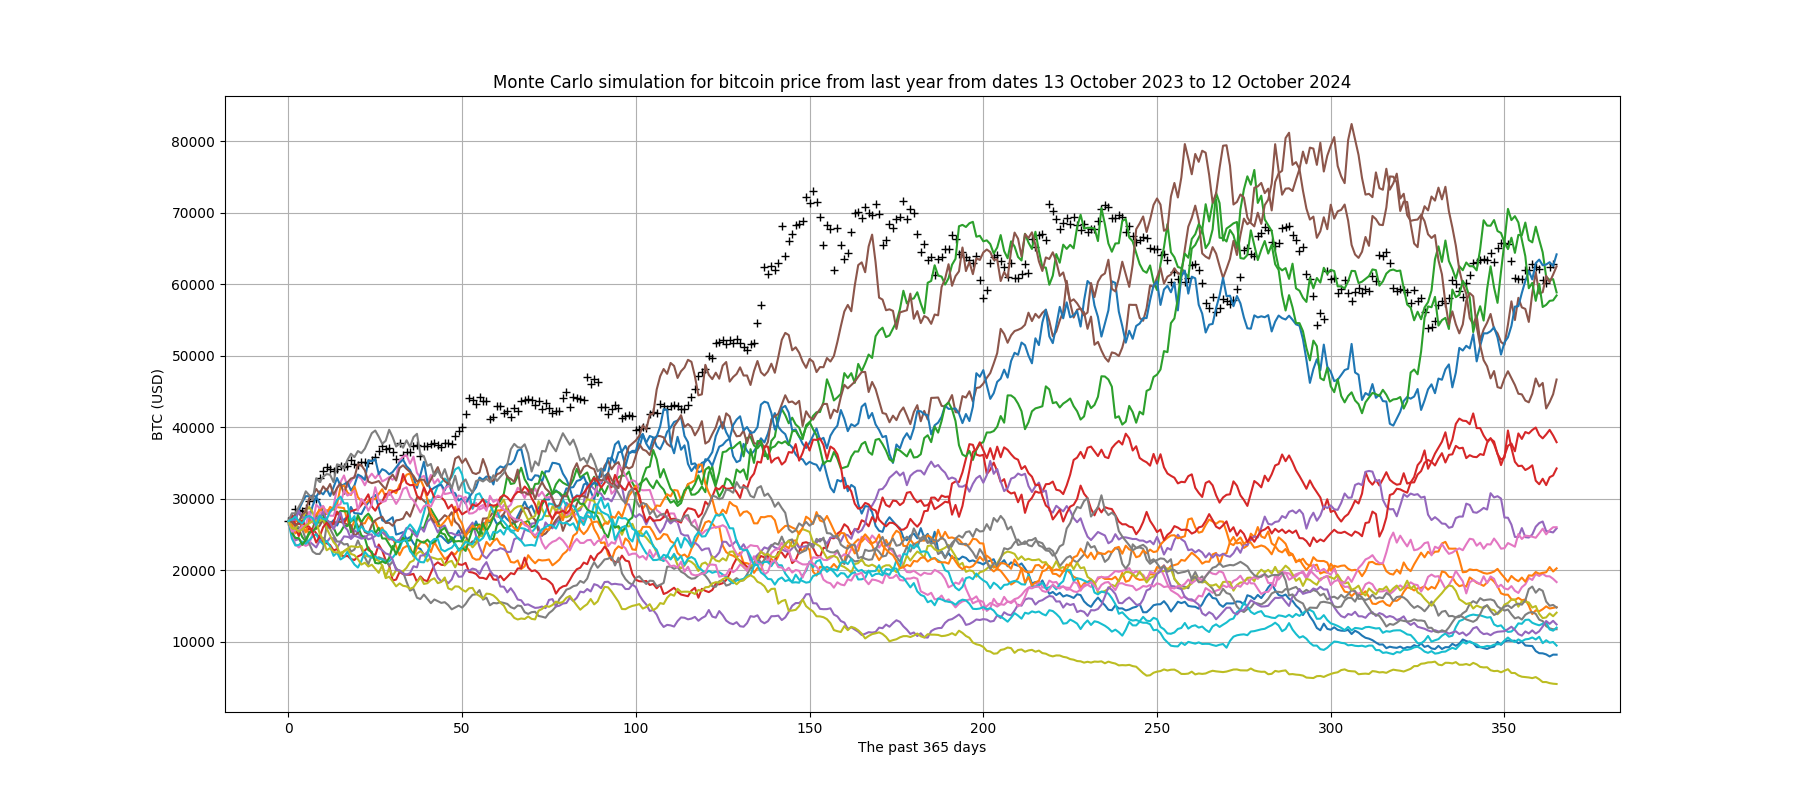 Monte Carlo simulation for bitcoin price from last year from dates 13 October 2023 to 12 October 2024
80000
70000
60000
50000
40000
30000
20000
10000
BTC (USD)
0 50 100 150 200 250 300 350
The past 365 days